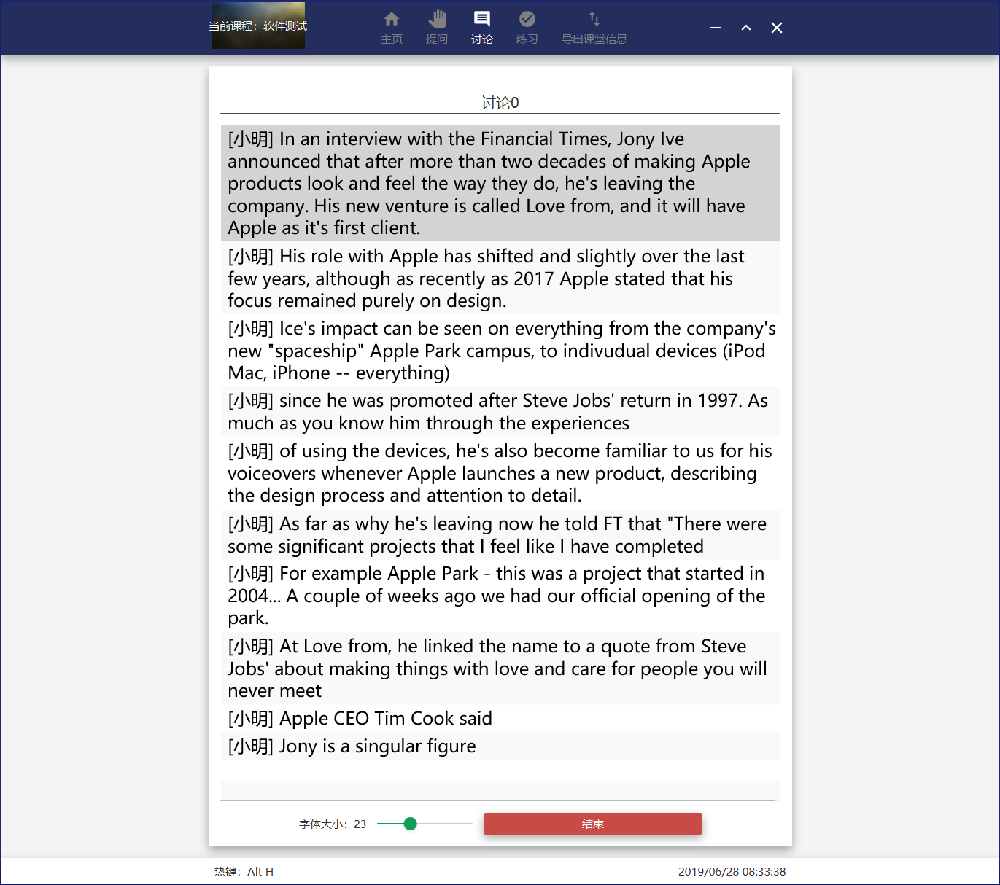 当前课程：软件测试
主页
提问
讨论
练习
导出课堂信息
讨论0
[小明] In an interview with the Financial Times, Jony Ive
announced that after more than two decades of making Apple
products look and feel the way they do, he's leaving the
company. His new venture is called Love from, and it will have
Apple as it's first client.
[小明] His role with Apple has shifted and slightly over the last
few years, although as recently as 2017 Apple stated that his
focus remained purely on design.
[小明] Ice's impact can be seen on everything from the company's
new "spaceship" Apple Park campus, to indivudual devices (iPod
Mac, iPhone -- everything)
[小明] since he was promoted after Steve Jobs' return in 1997. As
much as you know him through the experiences
[小明] of using the devices, he's also become familiar to us for his
voiceovers whenever Apple launches a new product, describing
the design process and attention to detail.
[小明] As far as why he's leaving now he told FT that "There were
some significant projects that I feel like I have completed
[小明] For example Apple Park - this was a project that started in
2004... A couple of weeks ago we had our official opening of the
park.
[小明] At Love from, he linked the name to a quote from Steve
Jobs' about making things with love and care for people you will
never meet
[小明] Apple CEO Tim Cook said
[小明] Jony is a singular figure
字体大小：23
结束
热键：Alt H
2019/06/28 08:33:38